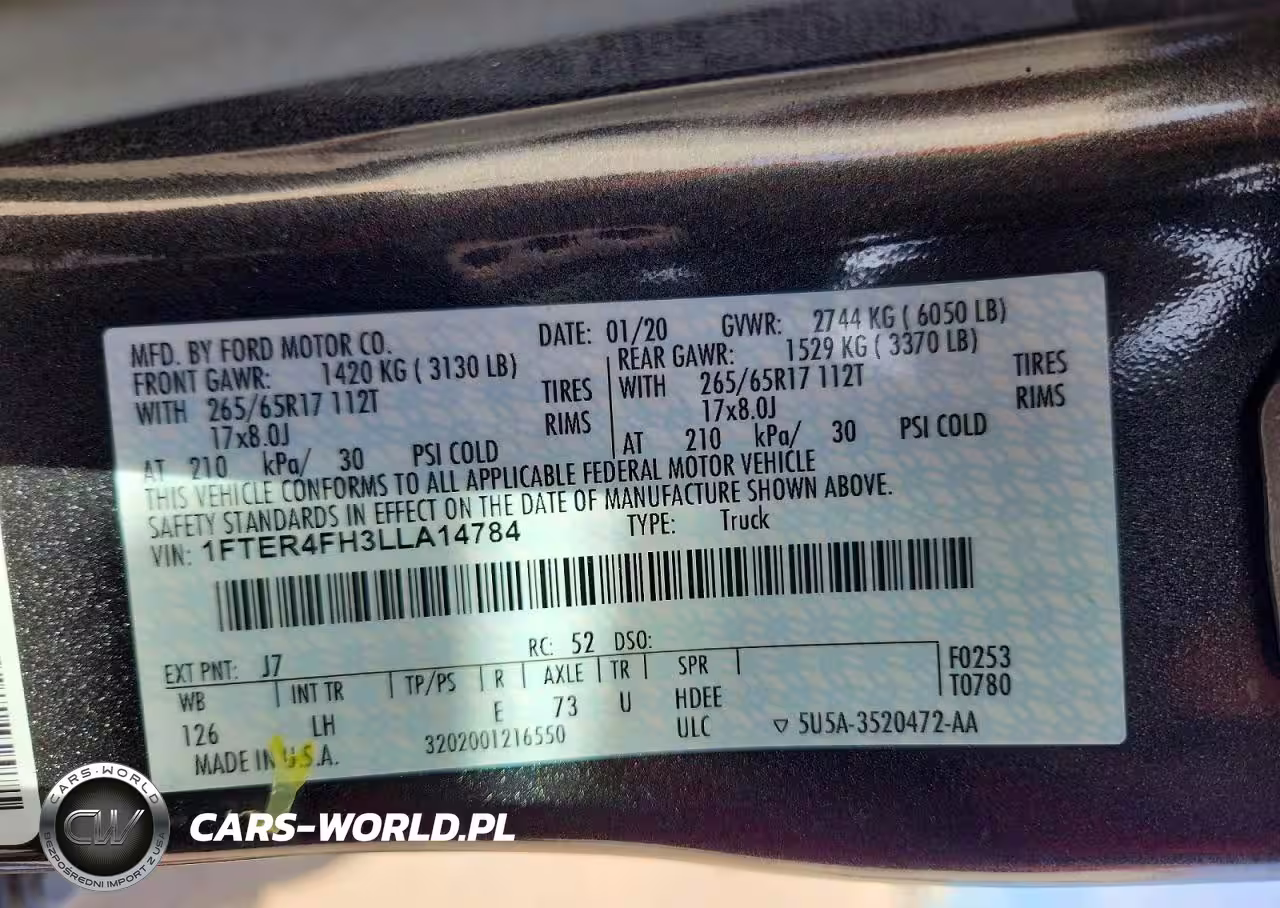 MFD. BY FORD MOTOR CO. DATE: 01/20 GVWR: 2744 KG ( 6050 LB)
FRONT GAWR: 1420 KG ( 3130 LB) REAR GAWR: 1529 KG ( 3370 LB)
WITH 265/65R17 112T TIRES WITH 265/65R17 112T TIRES
17x8.0J RIMS 17x8.0J RIMS
AT 210 kPa/ 30 PSI COLD AT 210 kPa/ 30 PSI COLD
THIS VEHICLE CONFORMS TO ALL APPLICABLE FEDERAL MOTOR VEHICLE
SAFETY STANDARDS IN EFFECT ON THE DATE OF MANUFACTURE SHOWN ABOVE.
VIN: 1FTER4FH3LLA14784 TYPE: Truck
EXT PNT: J7 RC: 52 DSO:
WB INT TR TP/PS R AXLE TR SPR F0253
126 LH E 73 U HDEE T0780
MADE IN U.S.A. 3202001216550 ULC ▽ 5U5A-3520472-AA
CARS-WORLD
CW
BEZPOŚREDNI IMPORT Z USA
CARS-WORLD.PL